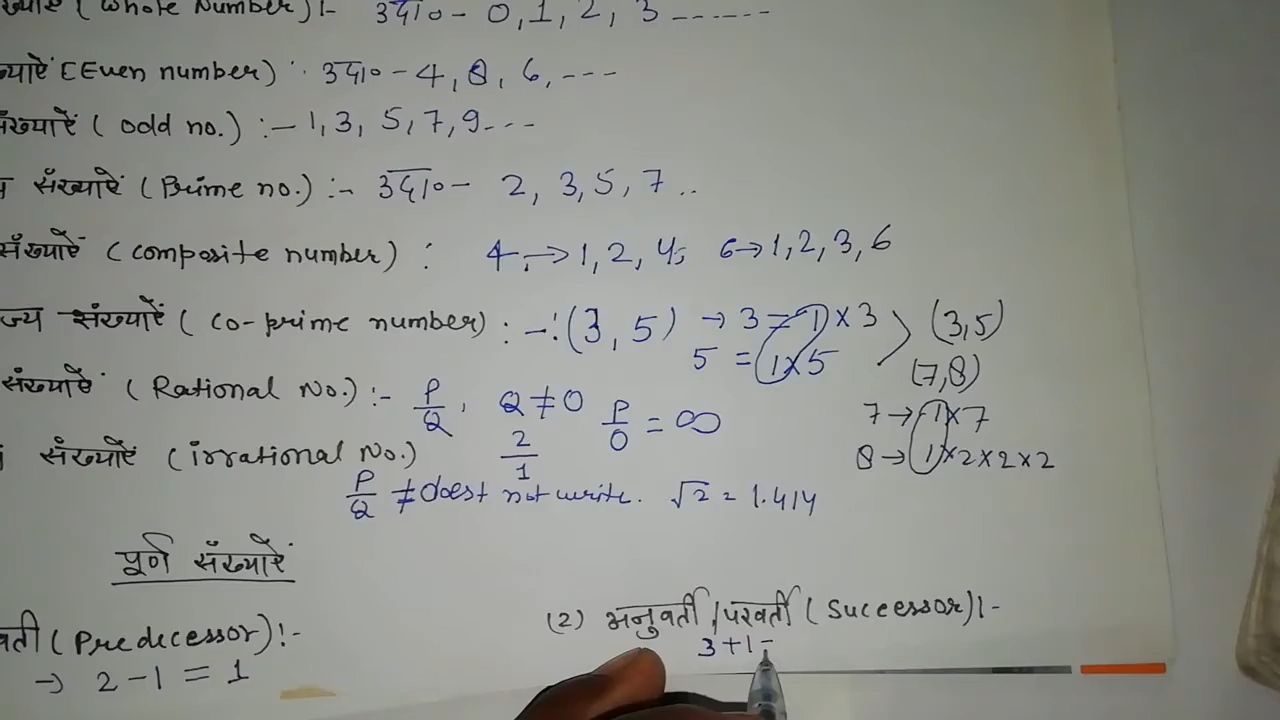 (Whole Number):- उदा०- 0, 1, 2, 3 ------
(Even number) : उदा० - 4, 8, 6, ---
संख्याऐं (odd no.) :- 1, 3, 5, 7, 9---
संख्याऐं (Prime no.) :- उदा०- 2, 3, 5, 7 ..
संख्याऐं (composite number) : 4, → 1, 2, 4; 6→1, 2, 3, 6
ज्य संख्याऐं (co-prime number) : -: (3, 5) → 3 = 1 × 3 (3,5)
5 = 1 × 5 (7,8)
संख्याऐं (Rational No.) :- P/Q, Q ≠ 0 P/0 = ∞ 7 → 1×7
2/1 8 → 1×2×2×2
संख्याऐं (irrational No.)
P/Q ≠ doest not write. √2 = 1.414
पूर्ण संख्याऐं
वर्ती (Predecessor):- (2) अनुवर्ती / परवर्ती (Successor):-
→ 2 - 1 = 1 3+1=